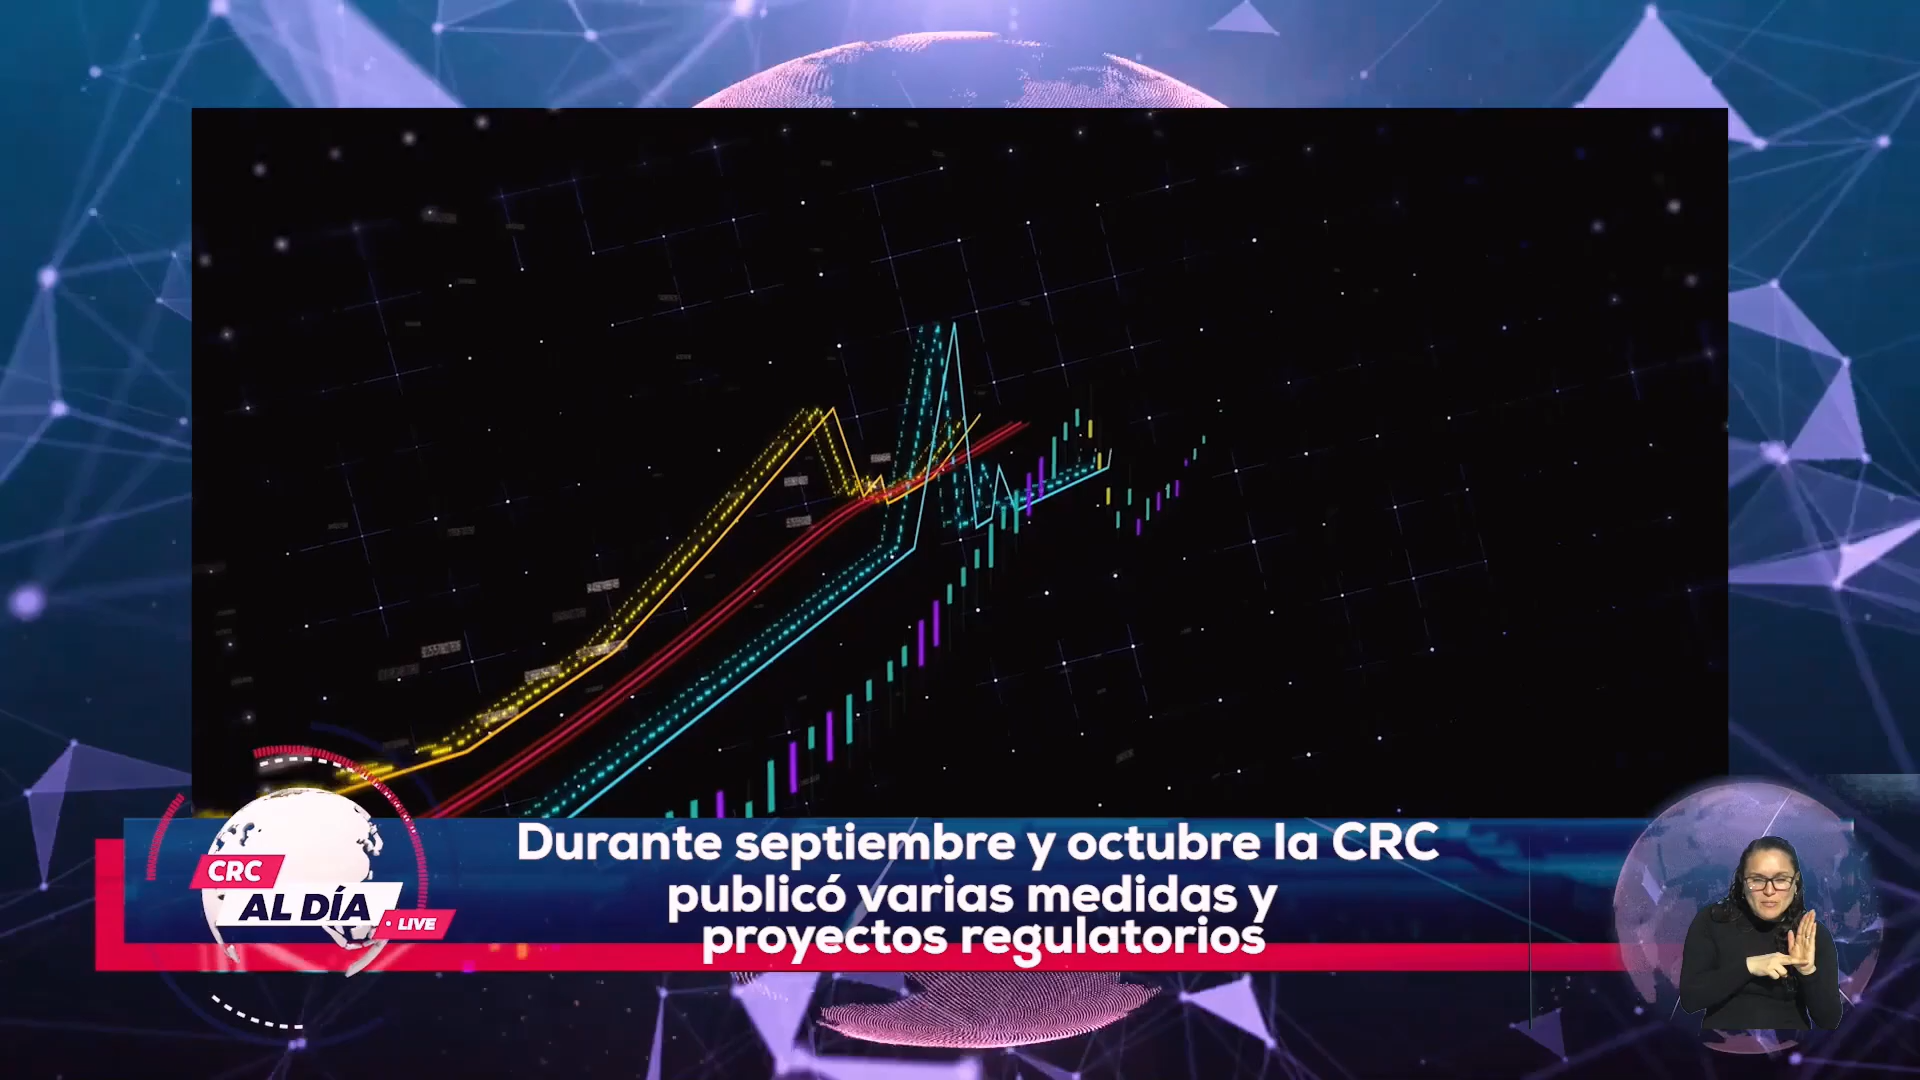 Durante septiembre y octubre la CRC
publicó varias medidas y
proyectos regulatorios
CRC
AL DÍA
• LIVE